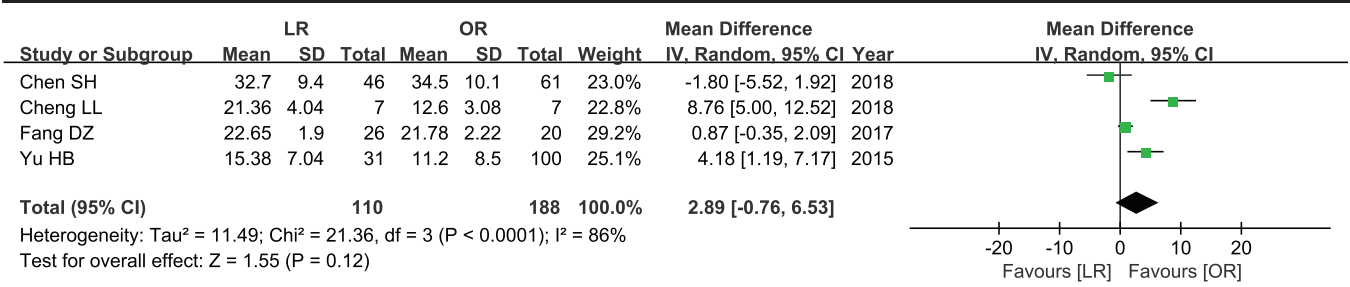 LR OR Mean Difference Mean Difference
Study or Subgroup Mean SD Total Mean SD Total Weight IV, Random, 95% CI Year IV, Random, 95% CI
Chen SH 32.7 9.4 46 34.5 10.1 61 23.0% -1.80 [-5.52, 1.92] 2018
Cheng LL 21.36 4.04 7 12.6 3.08 7 22.8% 8.76 [5.00, 12.52] 2018
Fang DZ 22.65 1.9 26 21.78 2.22 20 29.2% 0.87 [-0.35, 2.09] 2017
Yu HB 15.38 7.04 31 11.2 8.5 100 25.1% 4.18 [1.19, 7.17] 2015
Total (95% CI) 110 188 100.0% 2.89 [-0.76, 6.53]
Heterogeneity: Tau² = 11.49; Chi² = 21.36, df = 3 (P < 0.0001); I² = 86%
Test for overall effect: Z = 1.55 (P = 0.12)
-20 -10 0 10 20
Favours [LR] Favours [OR]